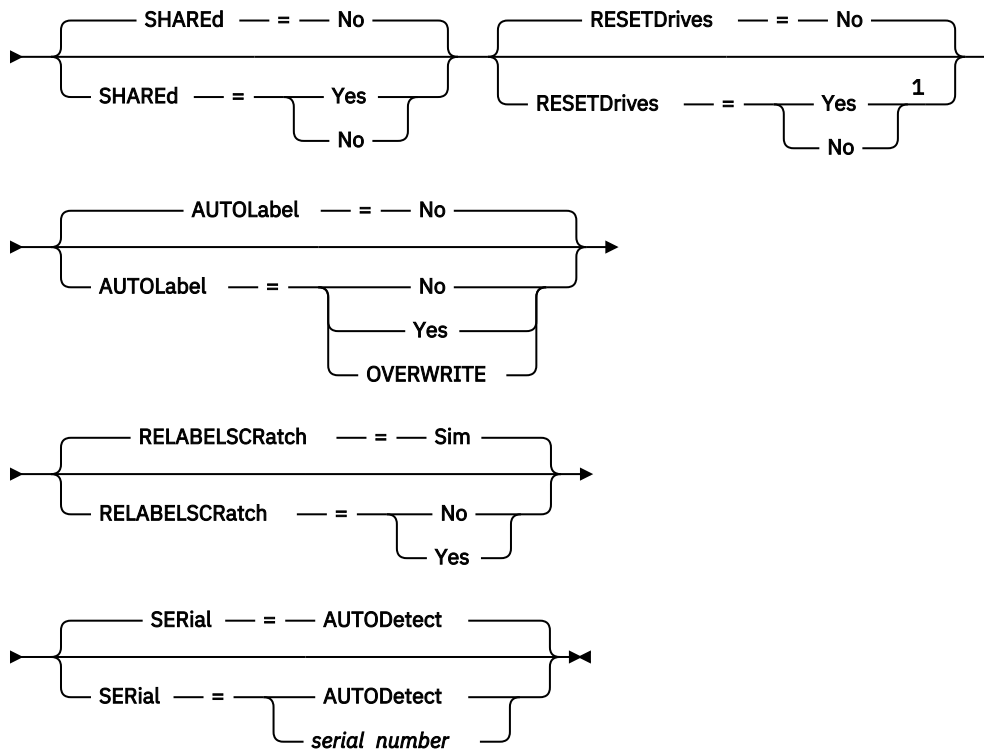 SHAREd = No RESETDrives = No
SHAREd = Yes RESETDrives = Yes 1
No No
AUTOLabel = No
AUTOLabel = No
Yes
OVERWRITE
RELABELSCRatch = Sim
RELABELSCRatch = No
Yes
SERial = AUTODetect
SERial = AUTODetect
serial number